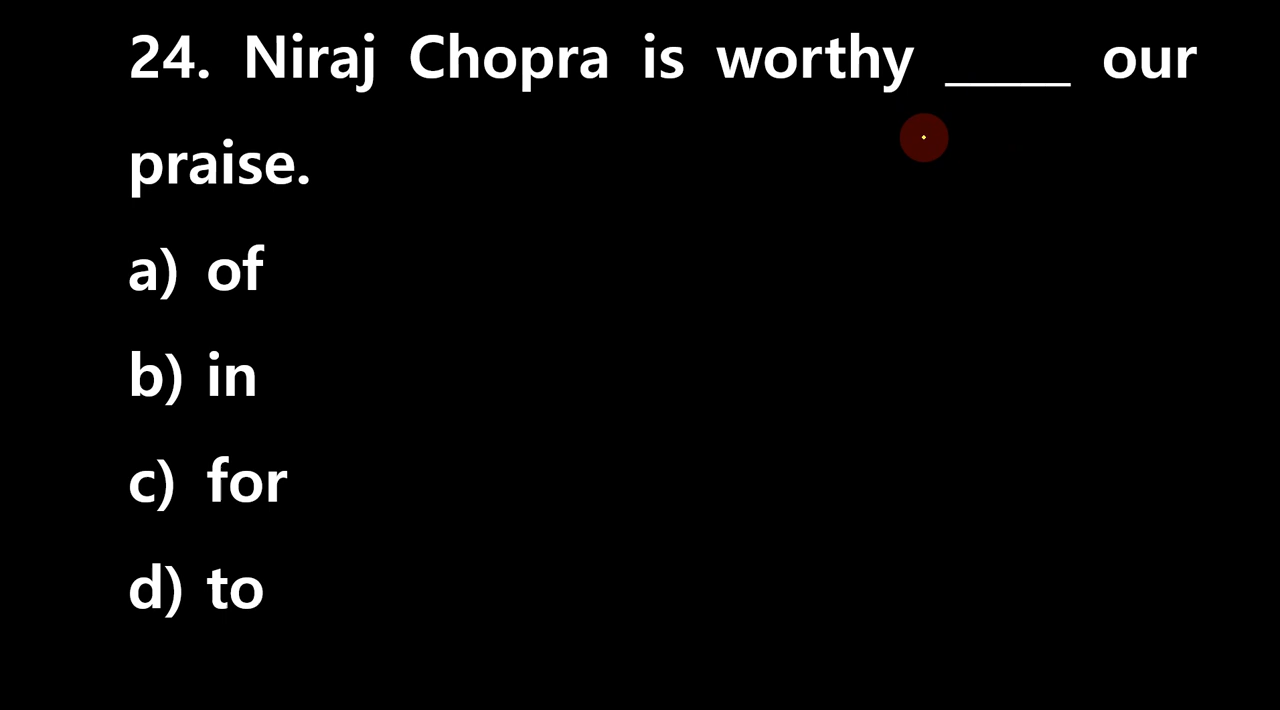 24. Niraj Chopra is worthy _____ our
praise.
a) of
b) in
c) for
d) to